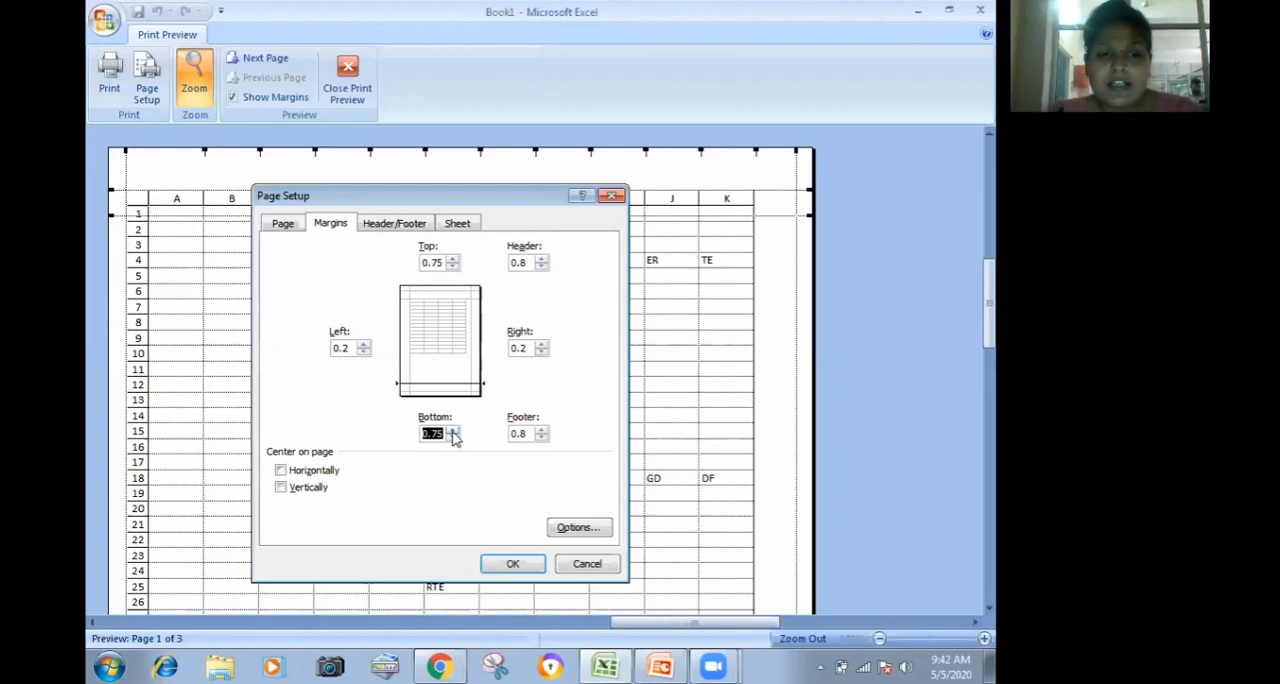 Book1 - Microsoft Excel
Print Preview
Print
Page Setup
Zoom
Next Page
Previous Page
Show Margins
Close Print Preview
Print
Zoom
Preview
A B J K
1
2
3
4 ER TE
5
6
7
8
9
10
11
12
13
14
15
16
17
18 GD DF
19
20
21
22
23
24
25 RTE
26
Page Setup
Page Margins Header/Footer Sheet
Top: Header:
0.75 0.8
Left: Right:
0.2 0.2
Bottom: Footer:
0.75 0.8
Center on page
Horizontally
Vertically
Options...
OK Cancel
Preview: Page 1 of 3
Zoom Out
9:42 AM
5/5/2020